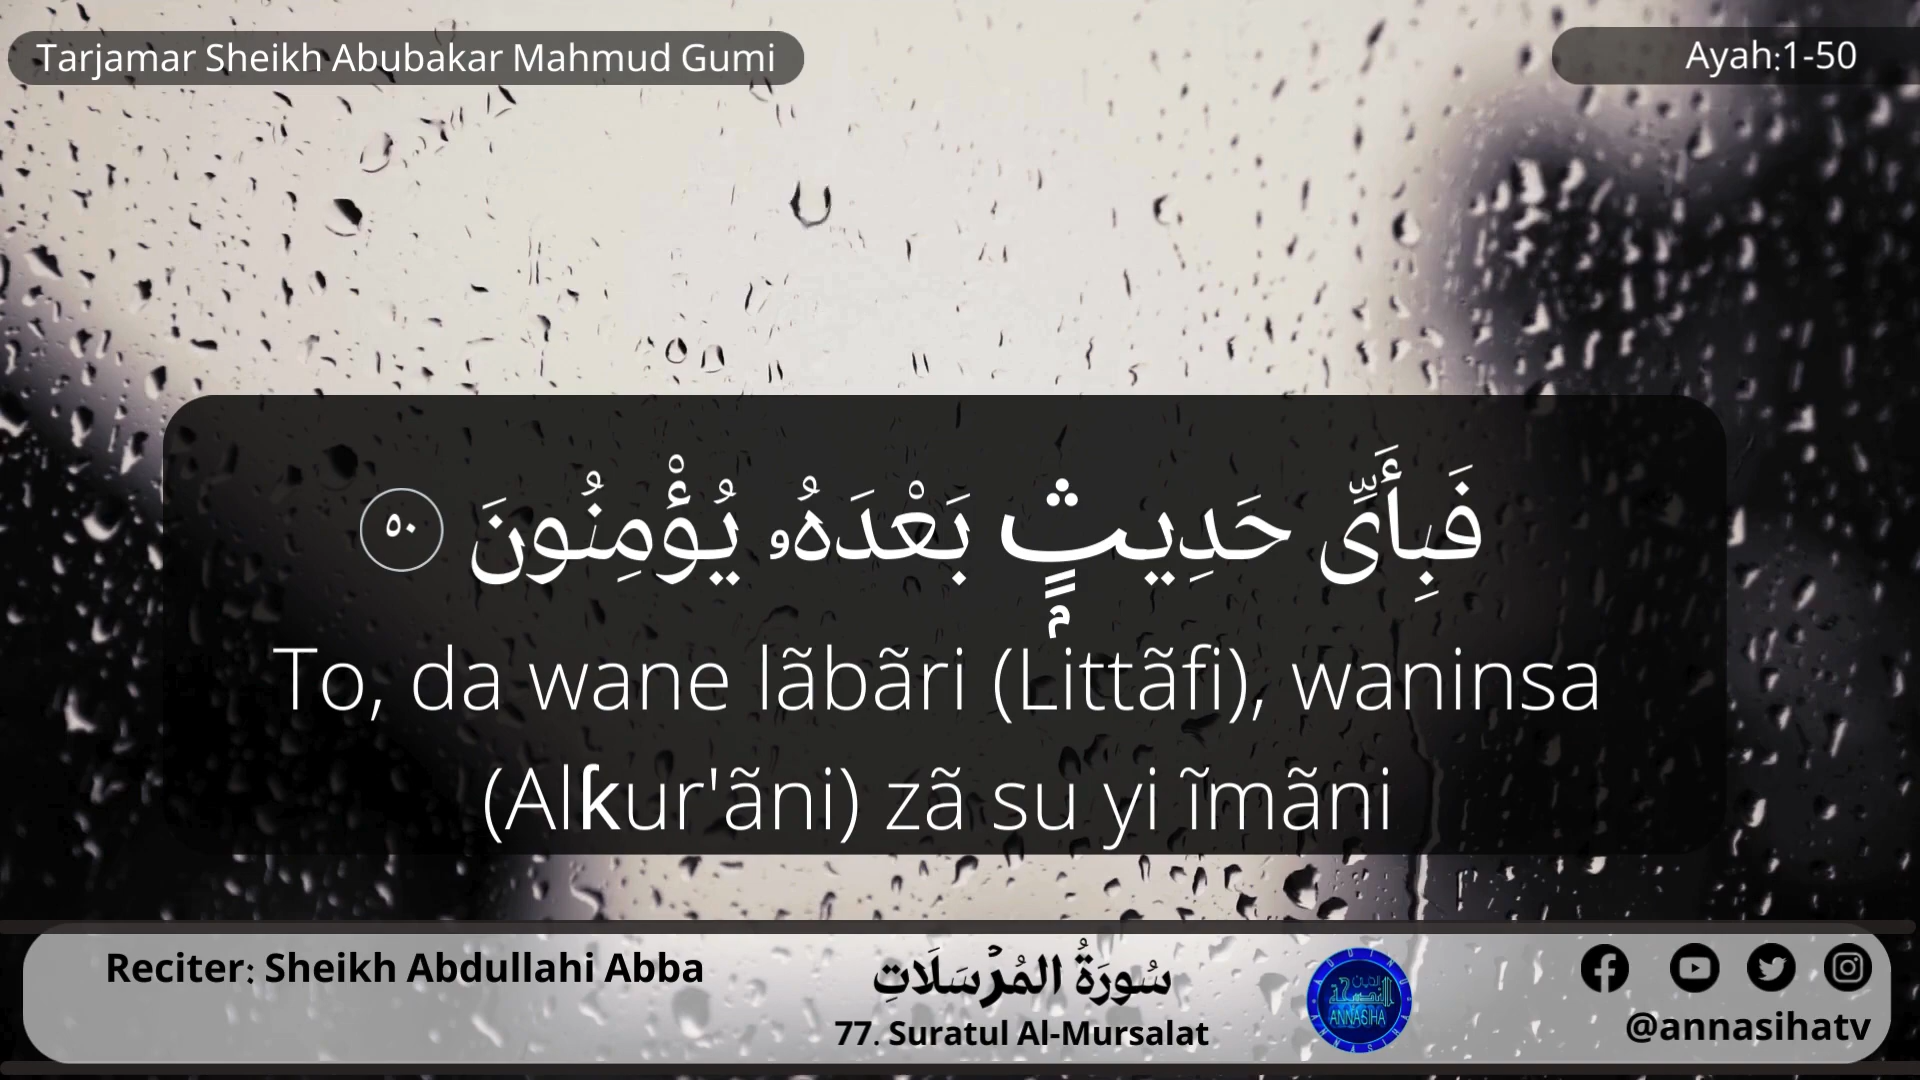 Tarjamar Sheikh Abubakar Mahmud Gumi
Ayah:1-50
فَبِأَىِّ حَدِيثٍۭ بَعْدَهُۥ يُؤْمِنُونَ ٥٠
To, da wane lãbãri (Littãfi), waninsa
(Alƙur'ãni) zã su yi ĩmãni
Reciter: Sheikh Abdullahi Abba
سُورَةُ المُرْسَلَاتِ
77. Suratul Al-Mursalat
ANNASIHA
@annasihatv